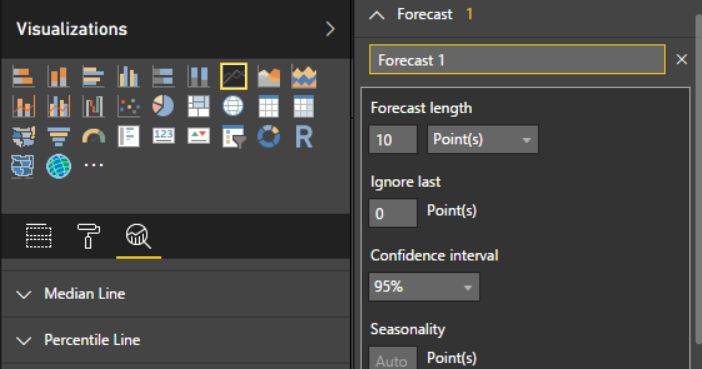 Visualizations
123
R
Median Line
Percentile Line
Forecast 1
Forecast 1
Forecast length
10 Point(s)
Ignore last
0 Point(s)
Confidence interval
95%
Seasonality
Auto Point(s)